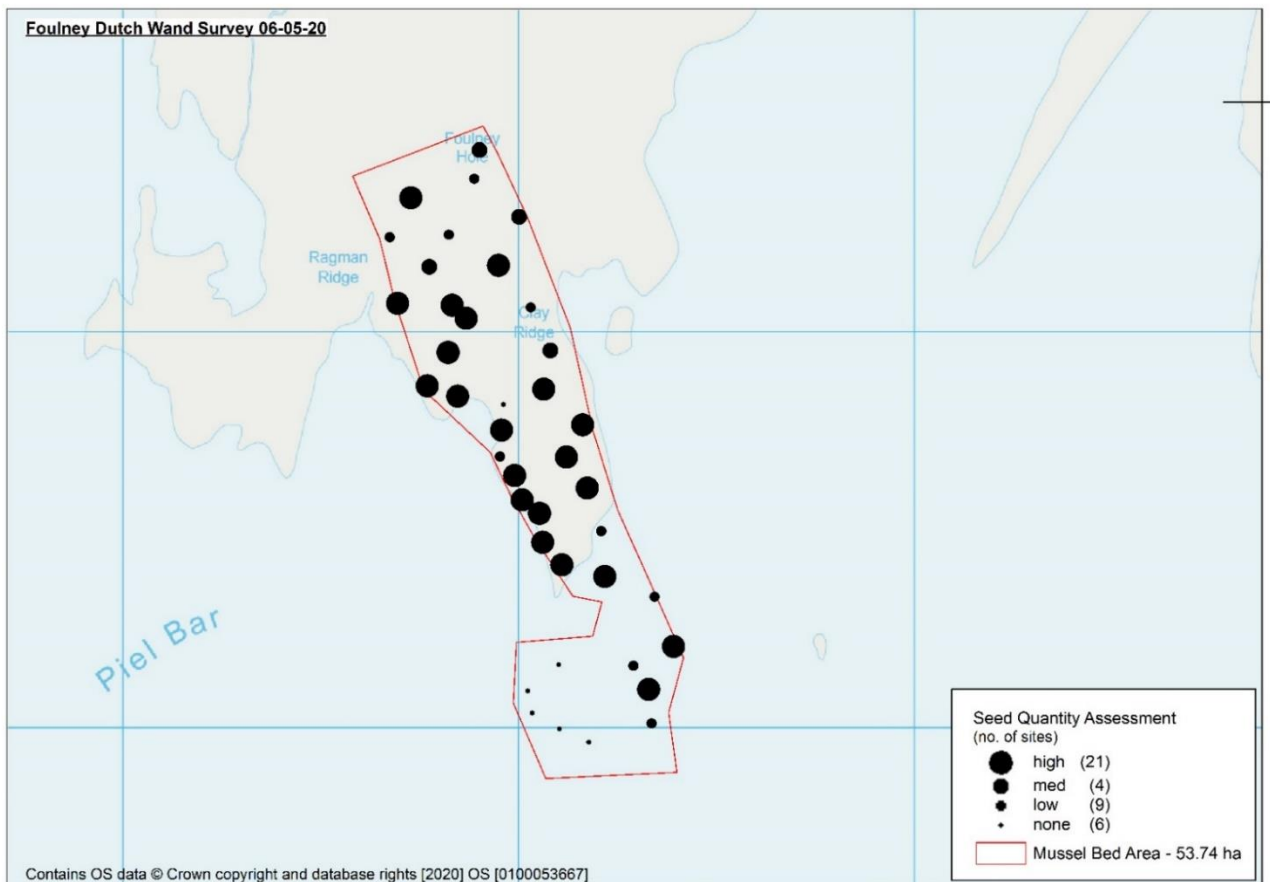 Foulney Dutch Wand Survey 06-05-20
Foulney
Hole
Ragman
Ridge
Clay
Ridge
Piel Bar
Seed Quantity Assessment
(no. of sites)
high (21)
med (4)
low (9)
none (6)
Mussel Bed Area - 53.74 ha
Contains OS data © Crown copyright and database rights [2020] OS [0100053667]